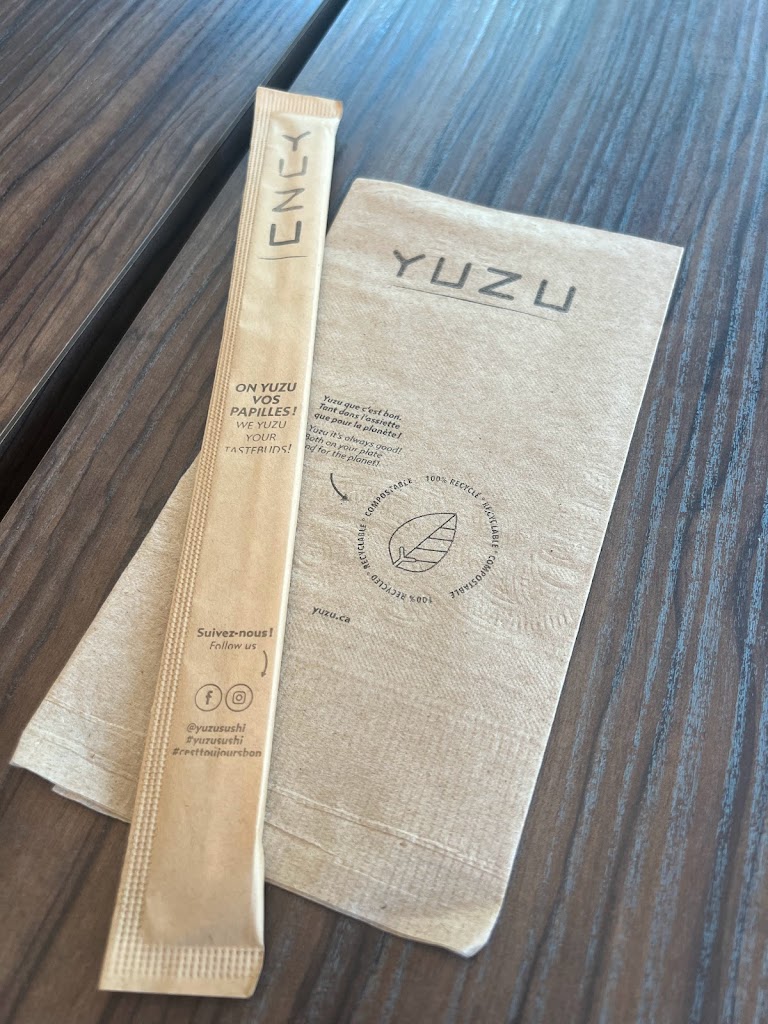 YUZU
ON YUZU
VOS
PAPILLES!
WE YUZU
YOUR
TASTEBUDS!
Suivez-nous!
Follow us
@yuzusushi
#yuzusushi
#cesttoujoursbon
YUZU
Yuzu que c'est bon.
Tant dans l'assiette
que pour la planète!
Yuzu it's always good!
Both on your plate
and for the planet!
100% RECYCLÉ • RECYCLABLE • COMPOSTABLE
100% RECYCLED • RECYCLABLE • COMPOSTABLE
yuzu.ca